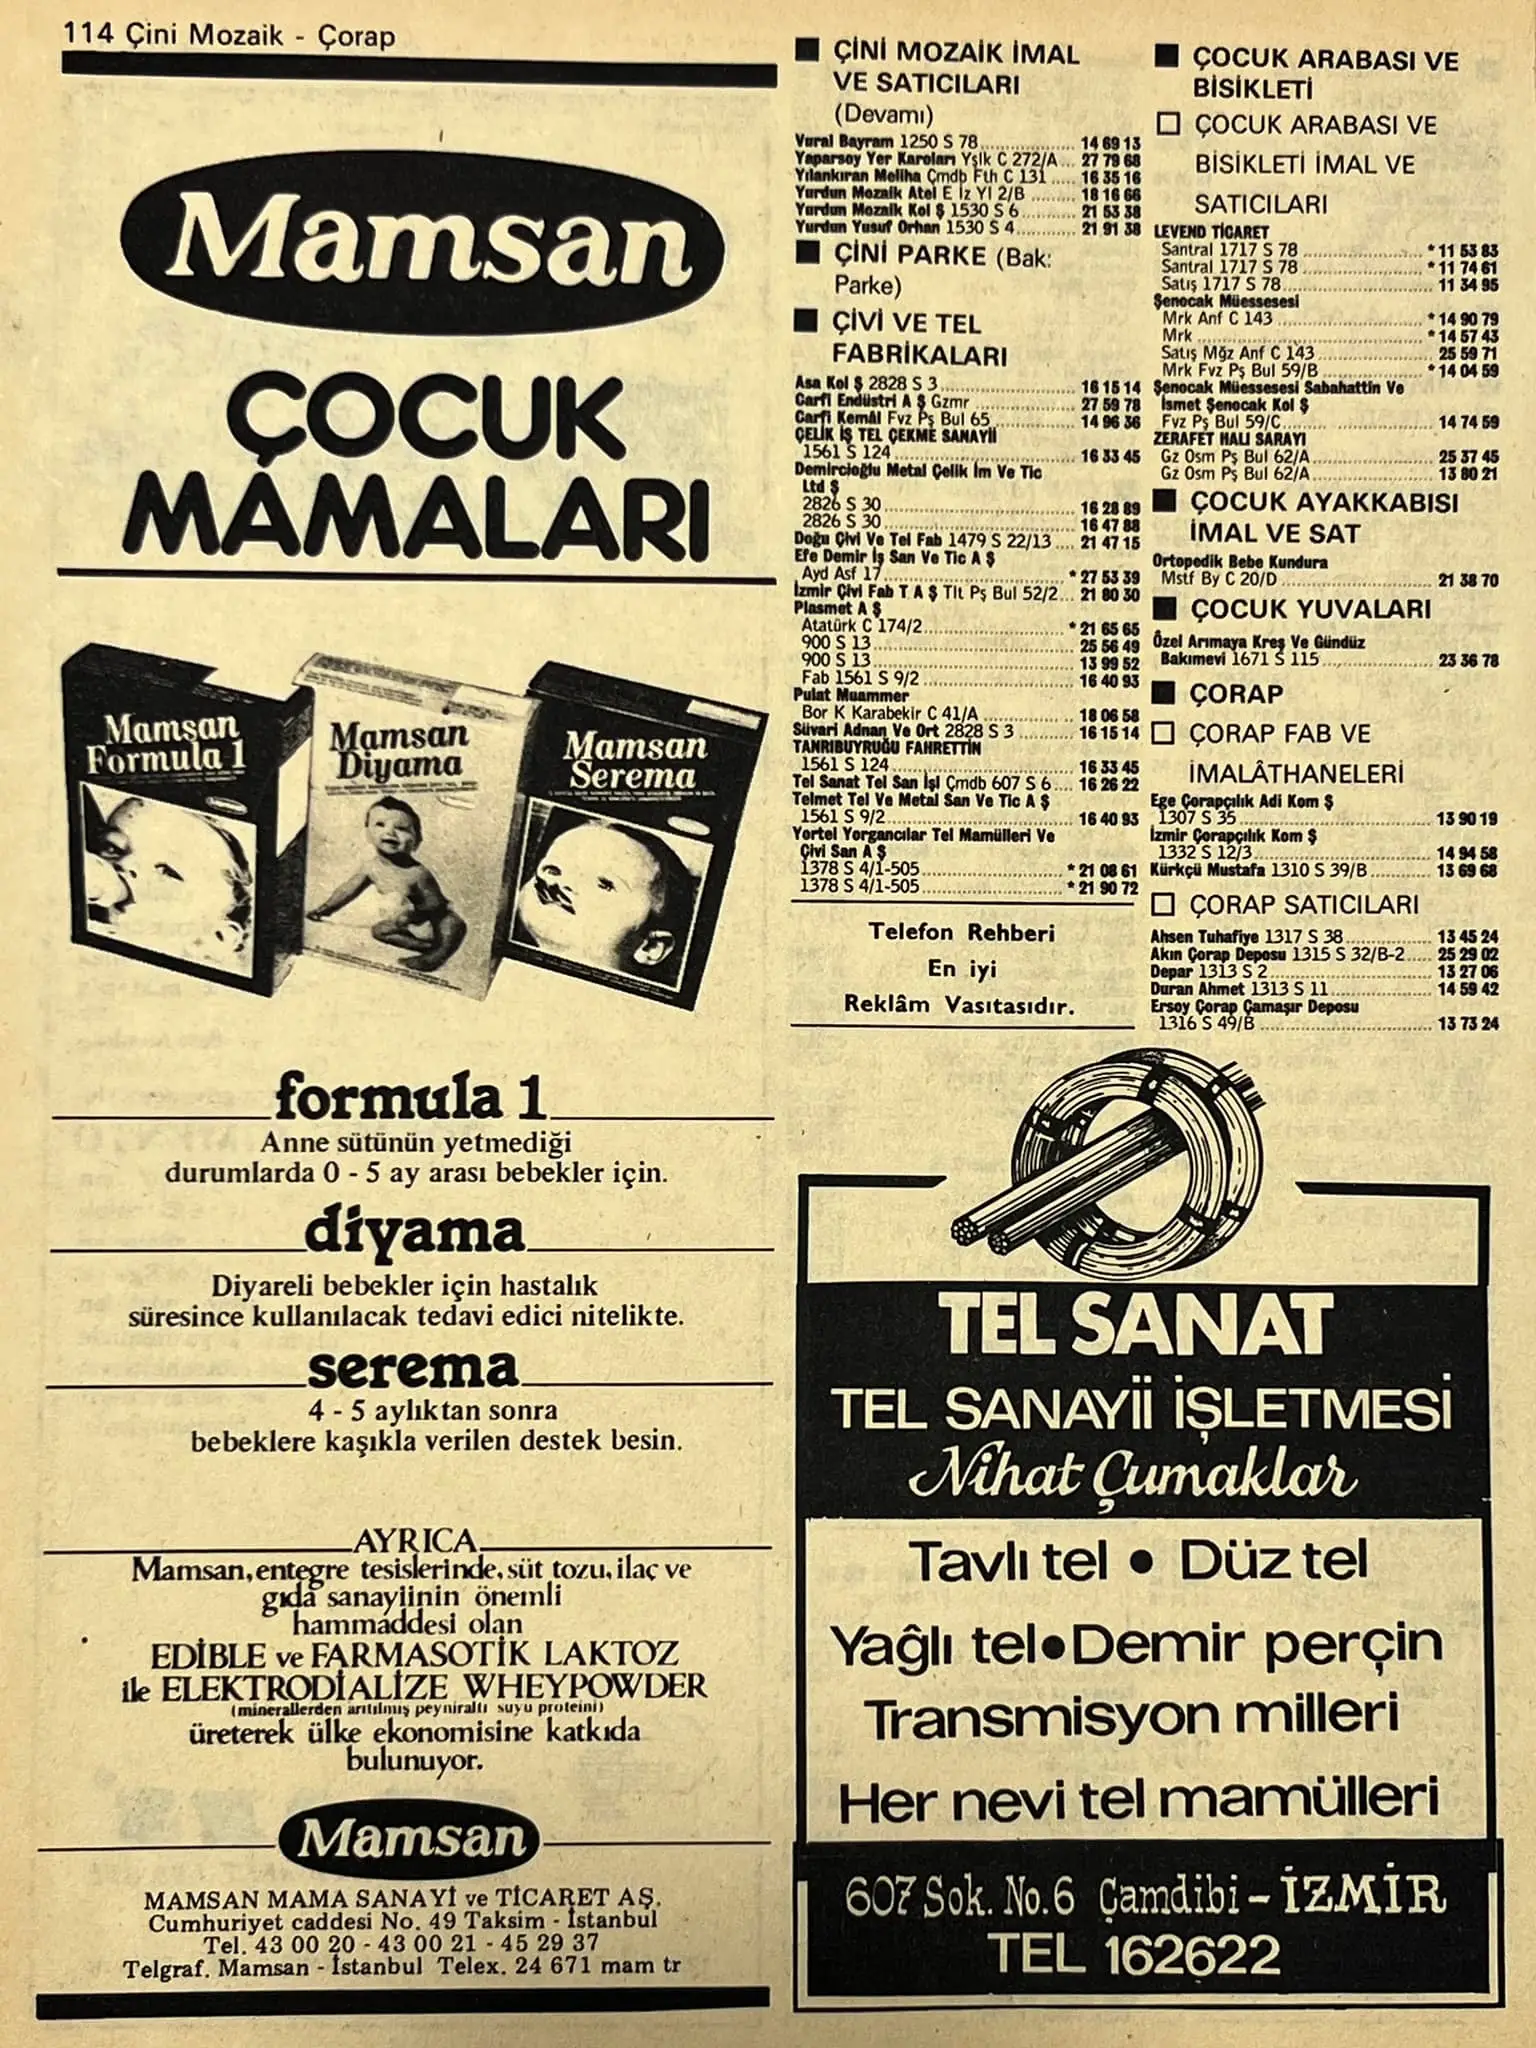 114 Çini Mozaik - Çorap
Mamsan
ÇOCUK
MAMALARI
Mamsan
Formula 1
Mamsan
Diyama
Mamsan
Serema
formula 1
Anne sütünün yetmediği
durumlarda 0 - 5 ay arası bebekler için.
diyama
Diyareli bebekler için hastalık
süresince kullanılacak tedavi edici nitelikte.
serema
4 - 5 aylıktan sonra
bebeklere kaşıkla verilen destek besin.
AYRICA
Mamsan, entegre tesislerinde, süt tozu, ilaç ve
gıda sanayiinin önemli
hammaddesi olan
EDİBLE ve FARMASOTİK LAKTOZ
ile ELEKTRODİALİZE WHEYPOWDER
(minerallerden arıtılmış peyniraltı suyu proteini)
üreterek ülke ekonomisine katkıda
bulunuyor.
Mamsan
MAMSAN MAMA SANAYİ ve TİCARET AŞ.
Cumhuriyet caddesi No. 49 Taksim - İstanbul
Tel. 43 00 20 - 43 00 21 - 45 29 37
Telgraf. Mamsan - İstanbul Telex. 24 671 mam tr
■ ÇİNİ MOZAİK İMAL
VE SATICILARI
(Devamı)
Vural Bayram 1250 S 78 14 69 13
Yaparsoy Yer Karoları Yşlk C 272/A 27 79 68
Yılankıran Meliha Çmdb Fth C 131 16 35 16
Yurdun Mozaik Atel E İz Yl 2/B 18 16 66
Yurdun Mozaik Kol Ş 1530 S 6 21 53 38
Yurdun Yusuf Orhan 1530 S 4 21 91 38
■ ÇİNİ PARKE (Bak:
Parke)
■ ÇİVİ VE TEL
FABRİKALARI
Asa Kol Ş 2828 S 3 16 15 14
Carfi Endüstri A Ş Gzmr 27 59 78
Carfi Kemâl Fvz Pş Bul 65 14 96 36
ÇELİK İŞ TEL ÇEKME SANAYİİ
1561 S 124 16 33 45
Demircioğlu Metal Çelik İm Ve Tic
Ltd Ş
2826 S 30 16 28 89
2826 S 30 16 47 88
Doğu Çivi Ve Tel Fab 1479 S 22/13 21 47 15
Efe Demir İş San Ve Tic A Ş
Ayd Asf 17 * 27 53 39
İzmir Çivi Fab T A Ş Tlt Pş Bul 52/2 21 80 30
Plasmet A Ş
Atatürk C 174/2 * 21 65 65
900 S 13 25 56 49
900 S 13 13 99 52
Fab 1561 S 9/2 16 40 93
Pulat Muammer
Bor K Karabekir C 41/A 18 06 58
Süvari Adnan Ve Ort 2828 S 3 16 15 14
TANRIBUYRUĞU FAHRETTİN
1561 S 124 16 33 45
Tel Sanat Tel San İşl Çmdb 607 S 6 16 26 22
Telmet Tel Ve Metal San Ve Tic A Ş
1561 S 9/2 16 40 93
Yortel Yorgancılar Tel Mamülleri Ve
Çivi San A Ş
1378 S 4/1-505 * 21 08 61
1378 S 4/1-505 * 21 90 72
Telefon Rehberi
En iyi
Reklâm Vasıtasıdır.
■ ÇOCUK ARABASI VE
BİSİKLETİ
□ ÇOCUK ARABASI VE
BİSİKLETİ İMAL VE
SATICILARI
LEVEND TİCARET
Santral 1717 S 78 * 11 53 83
Santral 1717 S 78 * 11 74 61
Satış 1717 S 78 11 34 95
Şenocak Müessesesi
Mrk Anf C 143 * 14 90 79
Mrk * 14 57 43
Satış Mğz Anf C 143 25 59 71
Mrk Fvz Pş Bul 59/B * 14 04 59
Şenocak Müessesesi Sabahattin Ve
İsmet Şenocak Kol Ş
Fvz Pş Bul 59/C 14 74 59
ZERAFET HALI SARAYI
Gz Osm Pş Bul 62/A 25 37 45
Gz Osm Pş Bul 62/A 13 80 21
■ ÇOCUK AYAKKABISI
İMAL VE SAT
Ortopedik Bebe Kundura
Mstf By C 20/D 21 38 70
■ ÇOCUK YUVALARI
Özel Arımaya Kreş Ve Gündüz
Bakımevi 1671 S 115 23 36 78
■ ÇORAP
□ ÇORAP FAB VE
İMALÂTHANELERİ
Ege Çorapçılık Adi Kom Ş
1307 S 35 13 90 19
İzmir Çorapçılık Kom Ş
1332 S 12/3 14 94 58
Kürkçü Mustafa 1310 S 39/B 13 69 68
□ ÇORAP SATICILARI
Ahsen Tuhafiye 1317 S 38 13 45 24
Akın Çorap Deposu 1315 S 32/B-2 25 29 02
Depar 1313 S 2 13 27 06
Duran Ahmet 1313 S 11 14 59 42
Ersoy Çorap Çamaşır Deposu
1316 S 49/B 13 73 24
TEL SANAT
TEL SANAYİİ İŞLETMESİ
Nihat Çumaklar
Tavlı tel ● Düz tel
Yağlı tel●Demir perçin
Transmisyon milleri
Her nevi tel mamülleri
607 Sok. No.6 Çamdibi – İZMİR
TEL 162622